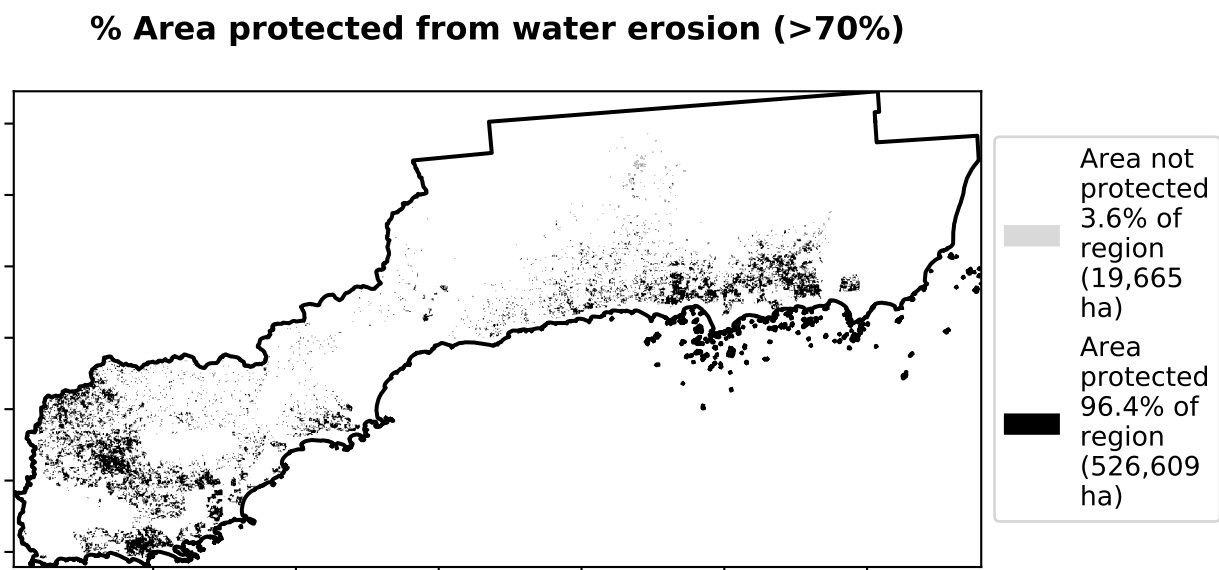 % Area protected from water erosion (>70%)
Area not
protected
3.6% of
region
(19,665
ha)
Area
protected
96.4% of
region
(526,609
ha)